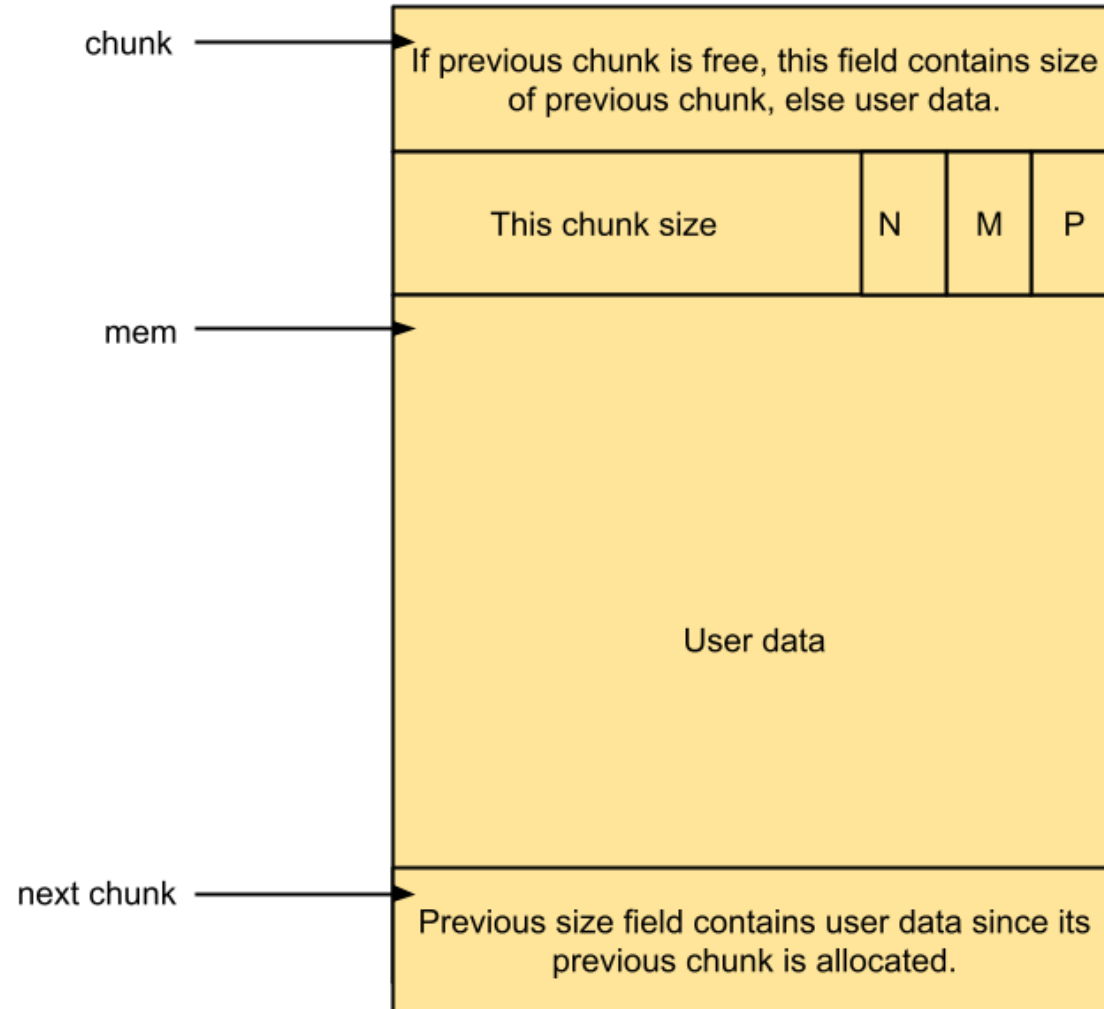 chunk
If previous chunk is free, this field contains size
of previous chunk, else user data.
This chunk size
N
M
P
mem
User data
next chunk
Previous size field contains user data since its
previous chunk is allocated.